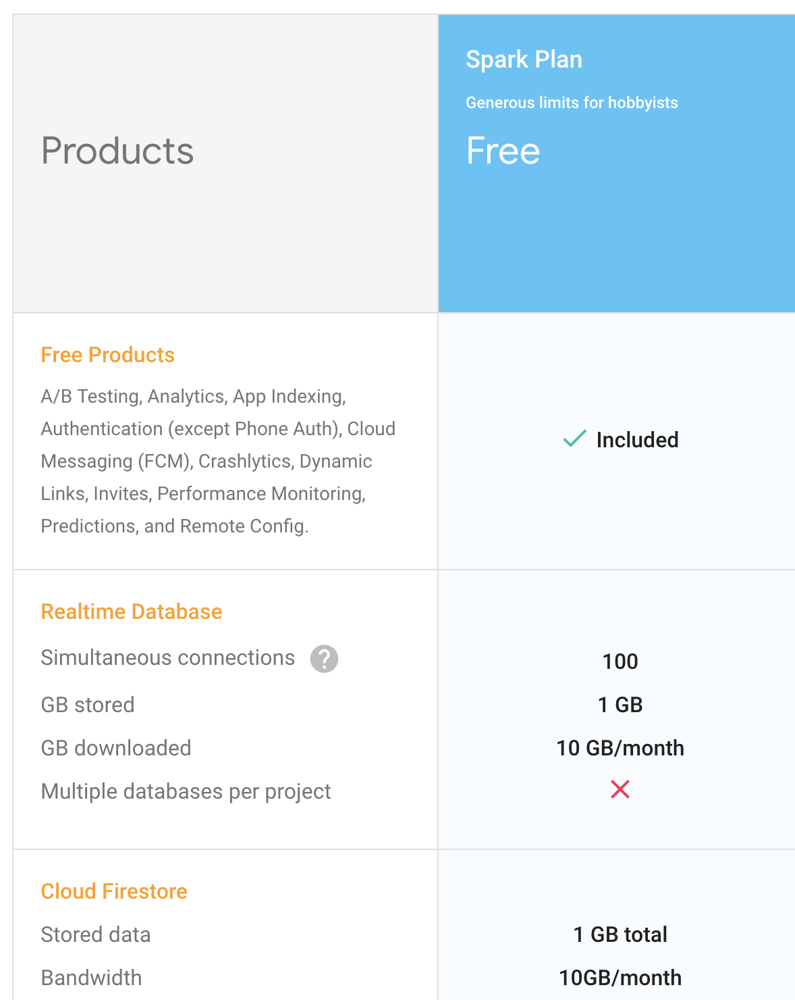 Products
Spark Plan
Generous limits for hobbyists
Free
Free Products
A/B Testing, Analytics, App Indexing,
Authentication (except Phone Auth), Cloud
Messaging (FCM), Crashlytics, Dynamic
Links, Invites, Performance Monitoring,
Predictions, and Remote Config.
Included
Realtime Database
Simultaneous connections ? 100
GB stored 1 GB
GB downloaded 10 GB/month
Multiple databases per project
Cloud Firestore
Stored data 1 GB total
Bandwidth 10GB/month